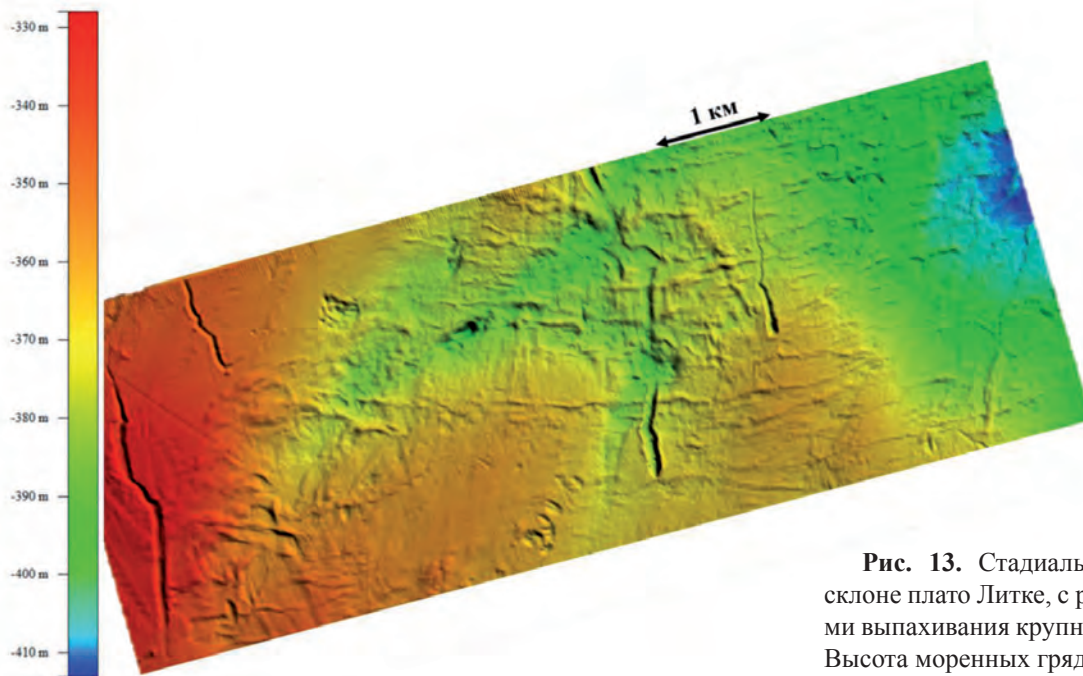 -330 m
-340 m
-350 m
-360 m
-370 m
-380 m
-390 m
-400 m
-410 m
1 км
Рис. 13. Стадиаль
склоне плато Литке, с р
ми выпахивания крупн
Высота моренных гряд